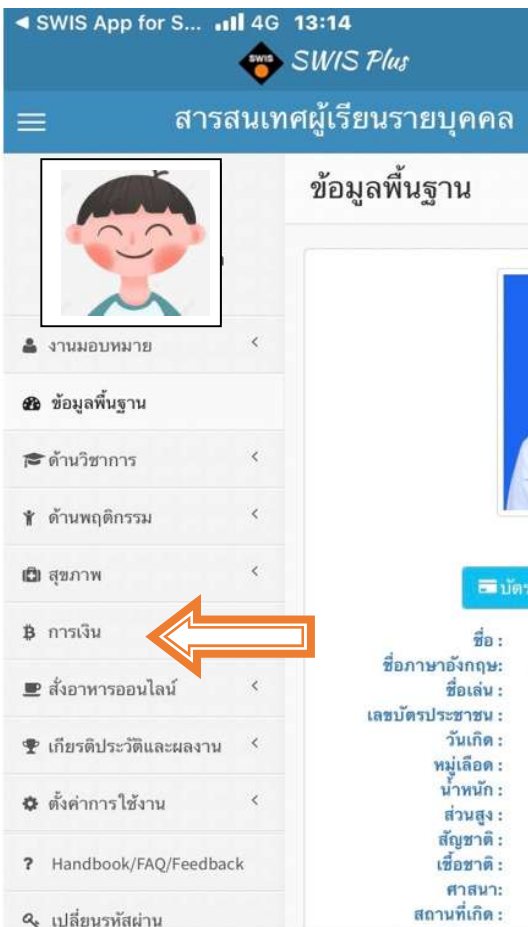 ◄ SWIS App for S... 4G 13:14
SWIS
SWIS Plus
สารสนเทศผู้เรียนรายบุคคล
ข้อมูลพื้นฐาน
งานมอบหมาย
ข้อมูลพื้นฐาน
ด้านวิชาการ
ด้านพฤติกรรม
สุขภาพ
บัตร
การเงิน
สั่งอาหารออนไลน์
เกียรติประวัติและผลงาน
ตั้งค่าการใช้งาน
? Handbook/FAQ/Feedback
เปลี่ยนรหัสผ่าน
ชื่อ :
ชื่อภาษาอังกฤษ:
ชื่อเล่น :
เลขบัตรประชาชน :
วันเกิด :
หมู่เลือด :
น้ำหนัก :
ส่วนสูง :
สัญชาติ :
เชื้อชาติ :
ศาสนา:
สถานที่เกิด :